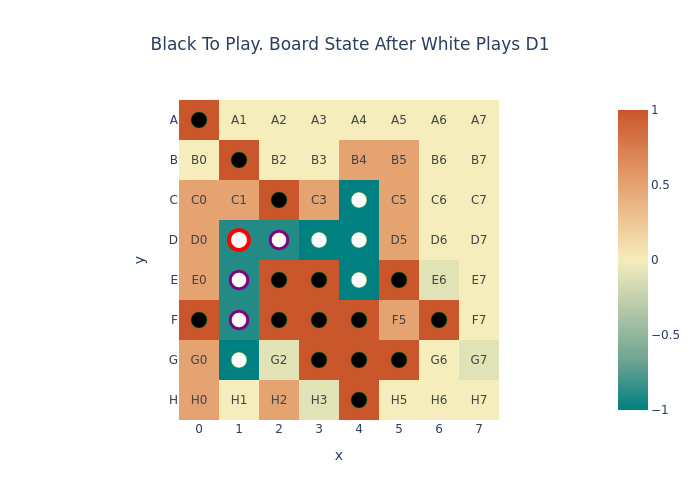 Black To Play. Board State After White Plays D1
A A1 A2 A3 A4 A5 A6 A7
B B0 B2 B3 B4 B5 B6 B7
C C0 C1 C3 C5 C6 C7
D D0 D5 D6 D7
E E0 E6 E7
F F5 F7
G G0 G2 G6 G7
H H0 H1 H2 H3 H5 H6 H7
0 1 2 3 4 5 6 7
x
y
1
0.5
0
−0.5
−1